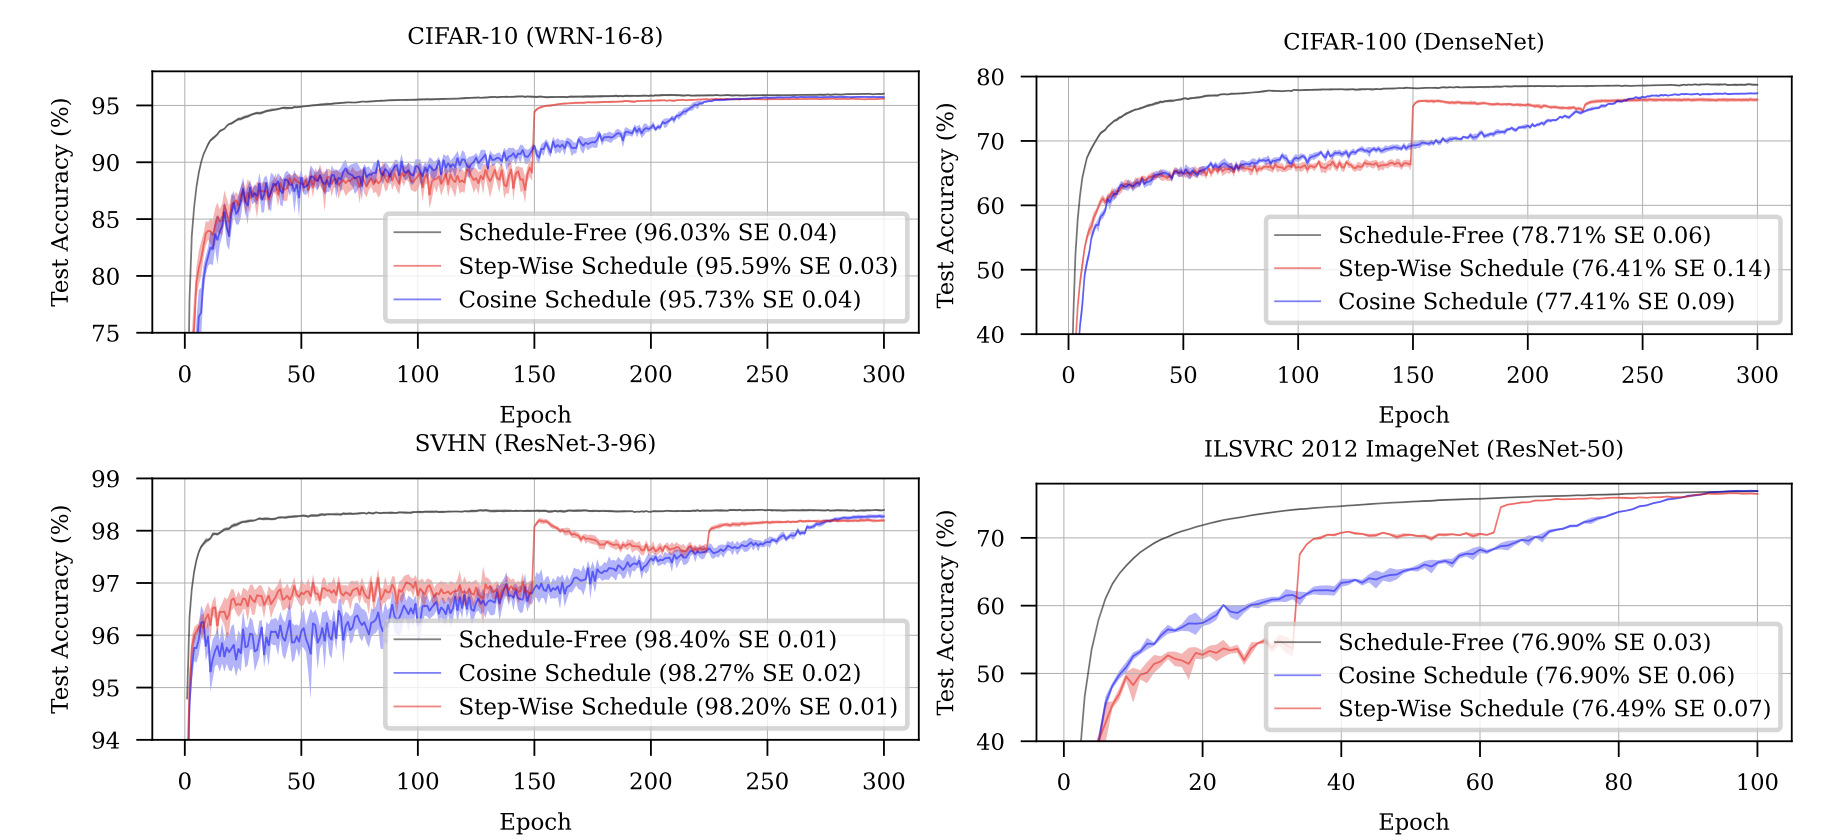 CIFAR-10 (WRN-16-8)
Test Accuracy (%)
95
90
85
80
75
Schedule-Free (96.03% SE 0.04)
Step-Wise Schedule (95.59% SE 0.03)
Cosine Schedule (95.73% SE 0.04)
0 50 100 150 200 250 300
Epoch
CIFAR-100 (DenseNet)
Test Accuracy (%)
80
70
60
50
40
Schedule-Free (78.71% SE 0.06)
Step-Wise Schedule (76.41% SE 0.14)
Cosine Schedule (77.41% SE 0.09)
0 50 100 150 200 250 300
Epoch
SVHN (ResNet-3-96)
Test Accuracy (%)
99
98
97
96
95
94
Schedule-Free (98.40% SE 0.01)
Cosine Schedule (98.27% SE 0.02)
Step-Wise Schedule (98.20% SE 0.01)
0 50 100 150 200 250 300
Epoch
ILSVRC 2012 ImageNet (ResNet-50)
Test Accuracy (%)
70
60
50
40
Schedule-Free (76.90% SE 0.03)
Cosine Schedule (76.90% SE 0.06)
Step-Wise Schedule (76.49% SE 0.07)
0 20 40 60 80 100
Epoch